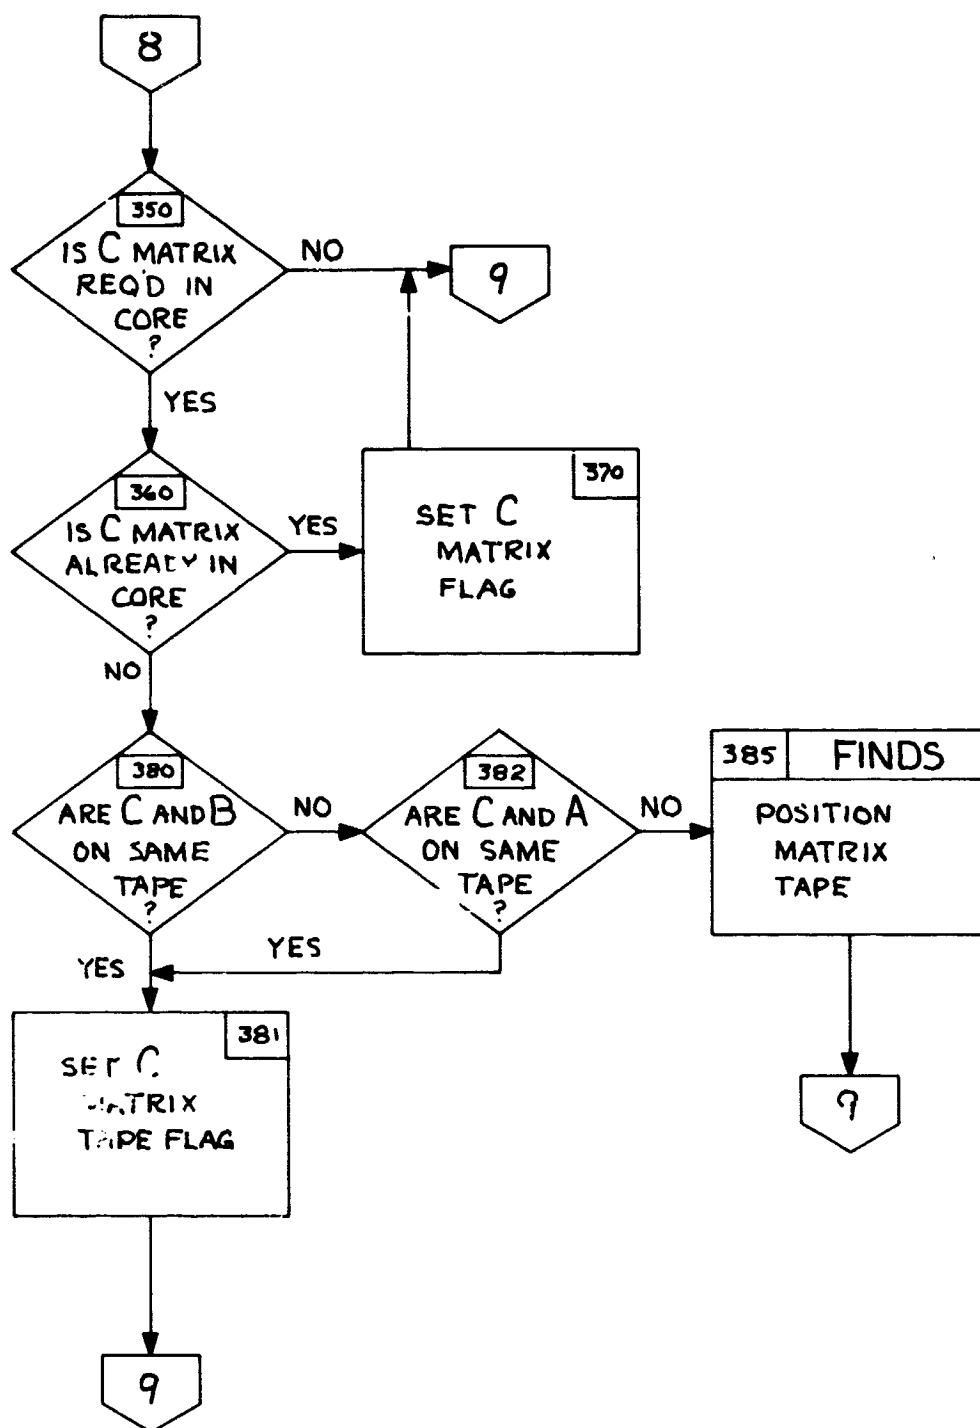 8
350
IS C MATRIX
REQ'D IN
CORE
?
NO
9
YES
360
IS C MATRIX
ALREADY IN
CORE
?
YES
370
SET C
MATRIX
FLAG
NO
380
ARE C AND B
ON SAME
TAPE
?
NO
382
ARE C AND A
ON SAME
TAPE
?
NO
385 FINDS
POSITION
MATRIX
TAPE
YES
YES
381
SET C
MATRIX
TAPE FLAG
9